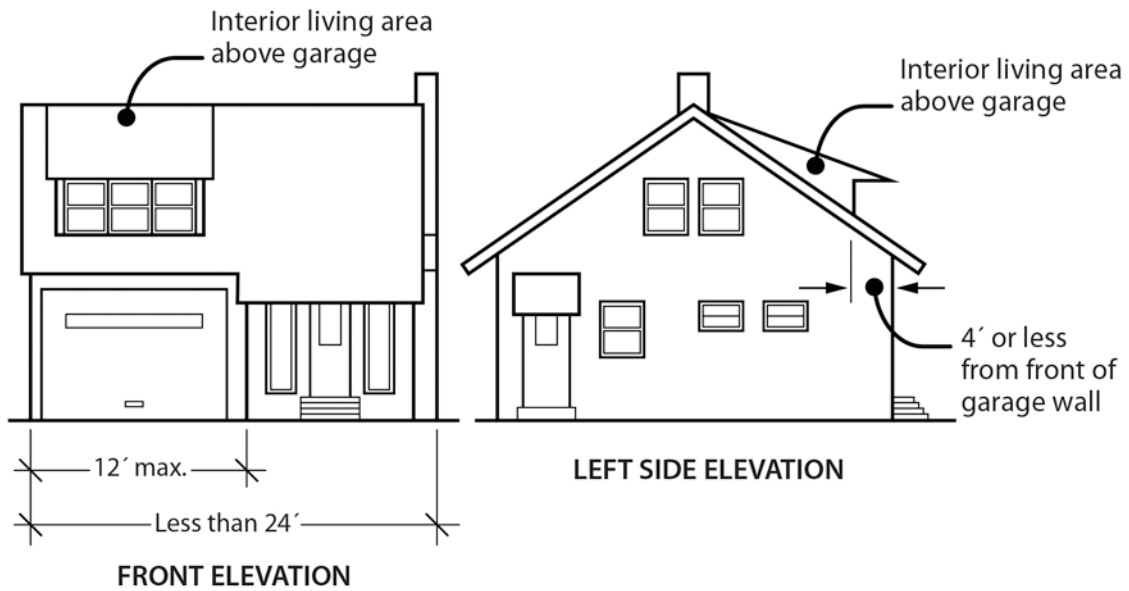 Interior living area
above garage
Interior living area
above garage
4´ or less
from front of
garage wall
12´ max.
Less than 24´
LEFT SIDE ELEVATION
FRONT ELEVATION